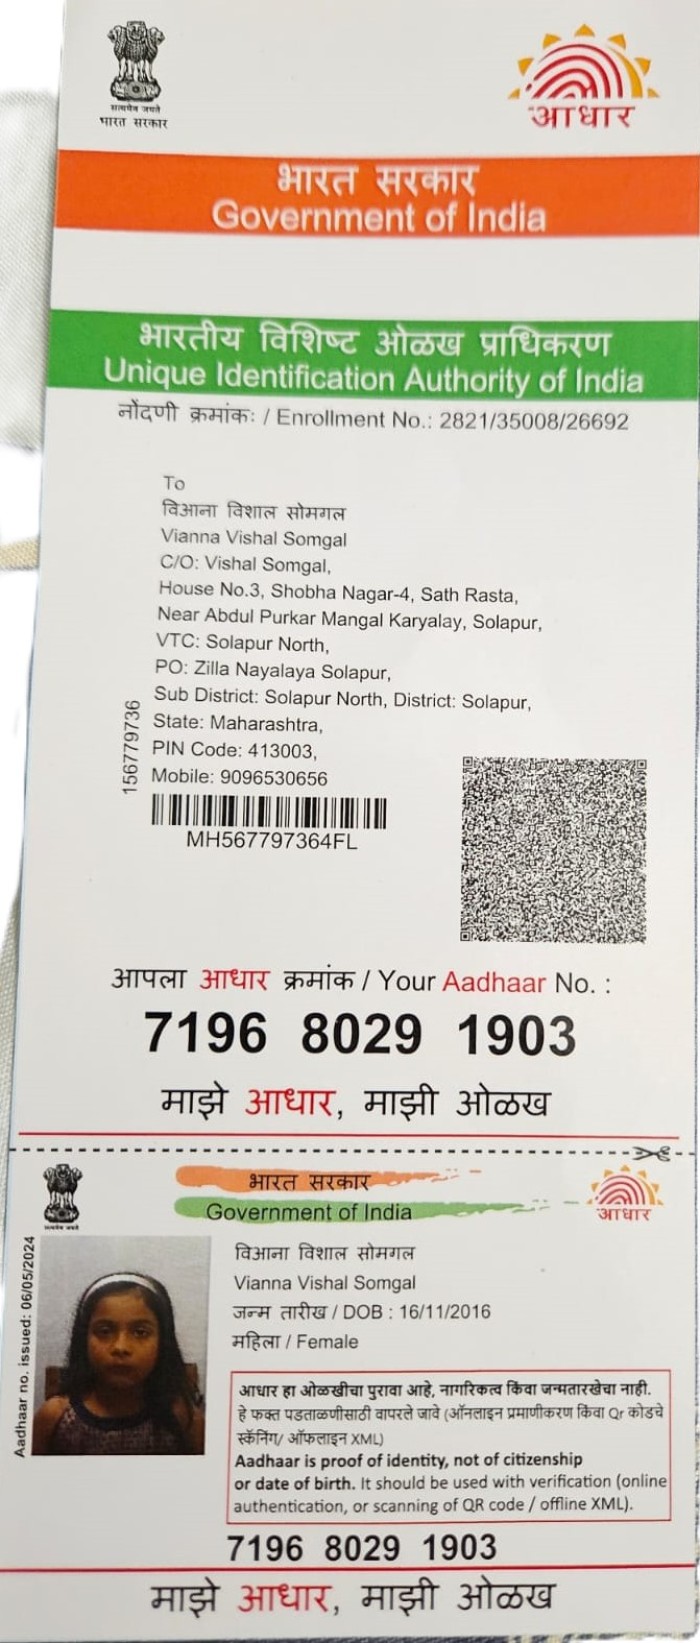 सत्यमेव जयते
भारत सरकार
आधार
भारत सरकार
Government of India
भारतीय विशिष्ट ओळख प्राधिकरण
Unique Identification Authority of India
नोंदणी क्रमांक: / Enrollment No.: 2821/35008/26692
To
विआना विशाल सोमगल
Vianna Vishal Somgal
C/O: Vishal Somgal,
House No.3, Shobha Nagar-4, Sath Rasta,
Near Abdul Purkar Mangal Karyalay, Solapur,
VTC: Solapur North,
PO: Zilla Nayalaya Solapur,
Sub District: Solapur North, District: Solapur,
State: Maharashtra,
PIN Code: 413003,
Mobile: 9096530656
156779736
MH567797364FL
आपला आधार क्रमांक / Your Aadhaar No. :
7196 8029 1903
माझे आधार, माझी ओळख
भारत सरकार
Government of India
आधार
Aadhaar no. issued: 06/05/2024
विआना विशाल सोमगल
Vianna Vishal Somgal
जन्म तारीख / DOB : 16/11/2016
महिला / Female
आधार हा ओळखीचा पुरावा आहे, नागरिकत्व किंवा जन्मतारखेचा नाही.
हे फक्त पडताळणीसाठी वापरले जावे (ऑनलाइन प्रमाणीकरण किंवा Qr कोडचे
स्कॅनिंग/ ऑफलाइन XML)
Aadhaar is proof of identity, not of citizenship
or date of birth. It should be used with verification (online
authentication, or scanning of QR code / offline XML).
7196 8029 1903
माझे आधार, माझी ओळख